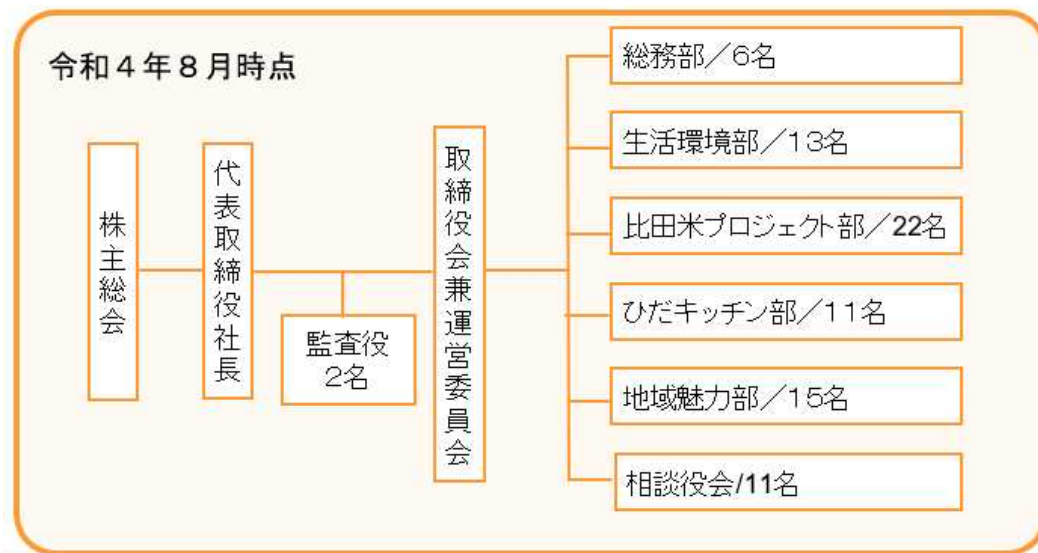 令和４年８月時点
株主総会
代表取締役社長
監査役
２名
取締役会兼運営委員会
総務部／６名
生活環境部／１３名
比田米プロジェクト部／22名
ひだキッチン部／１１名
地域魅力部／１５名
相談役会/11名